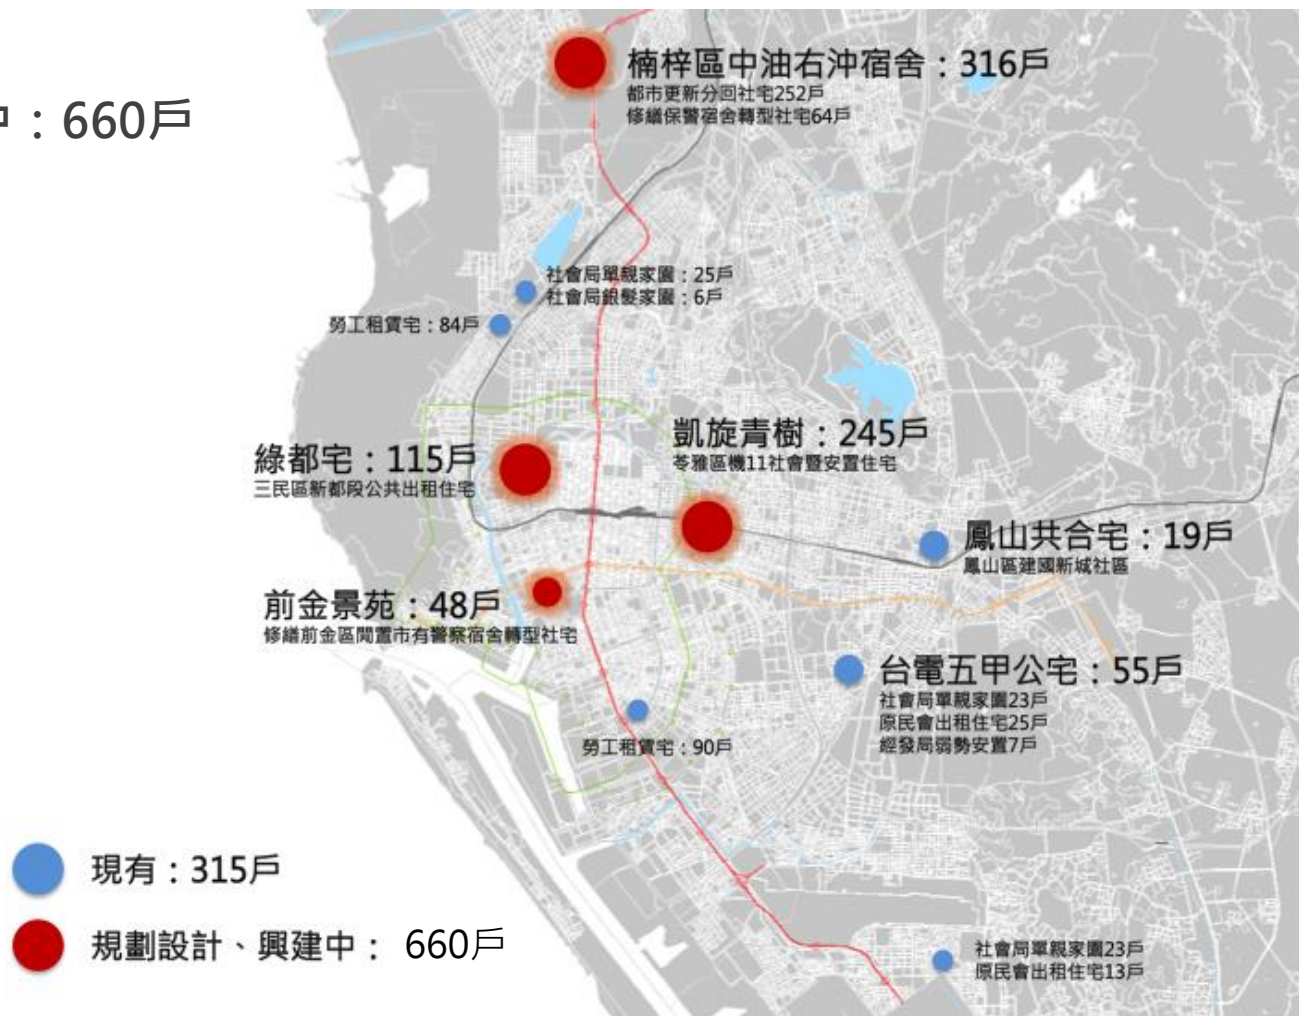 中：660戶
楠梓區中油右沖宿舍：316戶
都市更新分回社宅252戶
修繕保警宿舍轉型社宅64戶
社會局單親家園：25戶
社會局銀髮家園：6戶
勞工租賃宅：84戶
凱旋青樹：245戶
苓雅區機11社會暨安置住宅
綠都宅：115戶
三民區新都段公共出租住宅
鳳山共合宅：19戶
鳳山區建國新城社區
前金景苑：48戶
修繕前金區閒置市有警察宿舍轉型社宅
台電五甲公宅：55戶
社會局單親家園23戶
原民會出租住宅25戶
經發局弱勢安置7戶
勞工租賃宅：90戶
現有：315戶
規劃設計、興建中： 660戶
社會局單親家園23戶
原民會出租住宅13戶